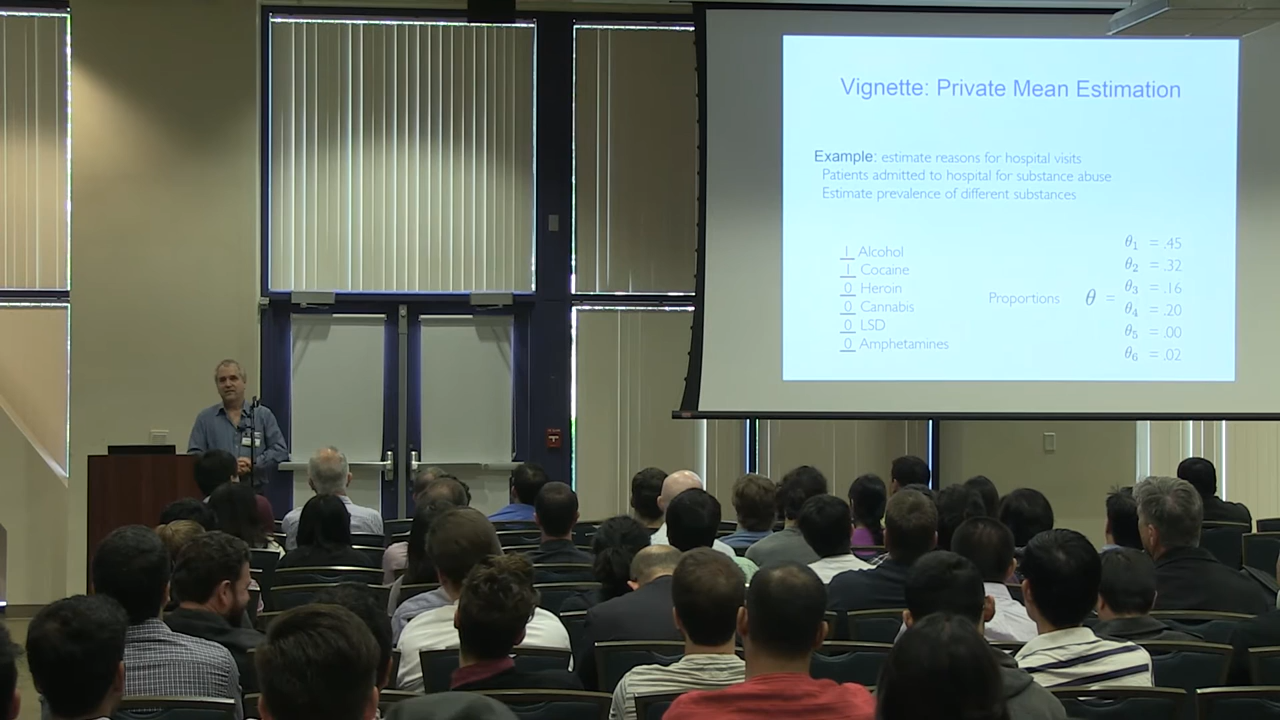 Vignette: Private Mean Estimation
Example: estimate reasons for hospital visits
Patients admitted to hospital for substance abuse
Estimate prevalence of different substances
1 Alcohol
1 Cocaine
0 Heroin
0 Cannabis
0 LSD
0 Amphetamines
Proportions
θ =
θ1 = .45
θ2 = .32
θ3 = .16
θ4 = .20
θ5 = .00
θ6 = .02